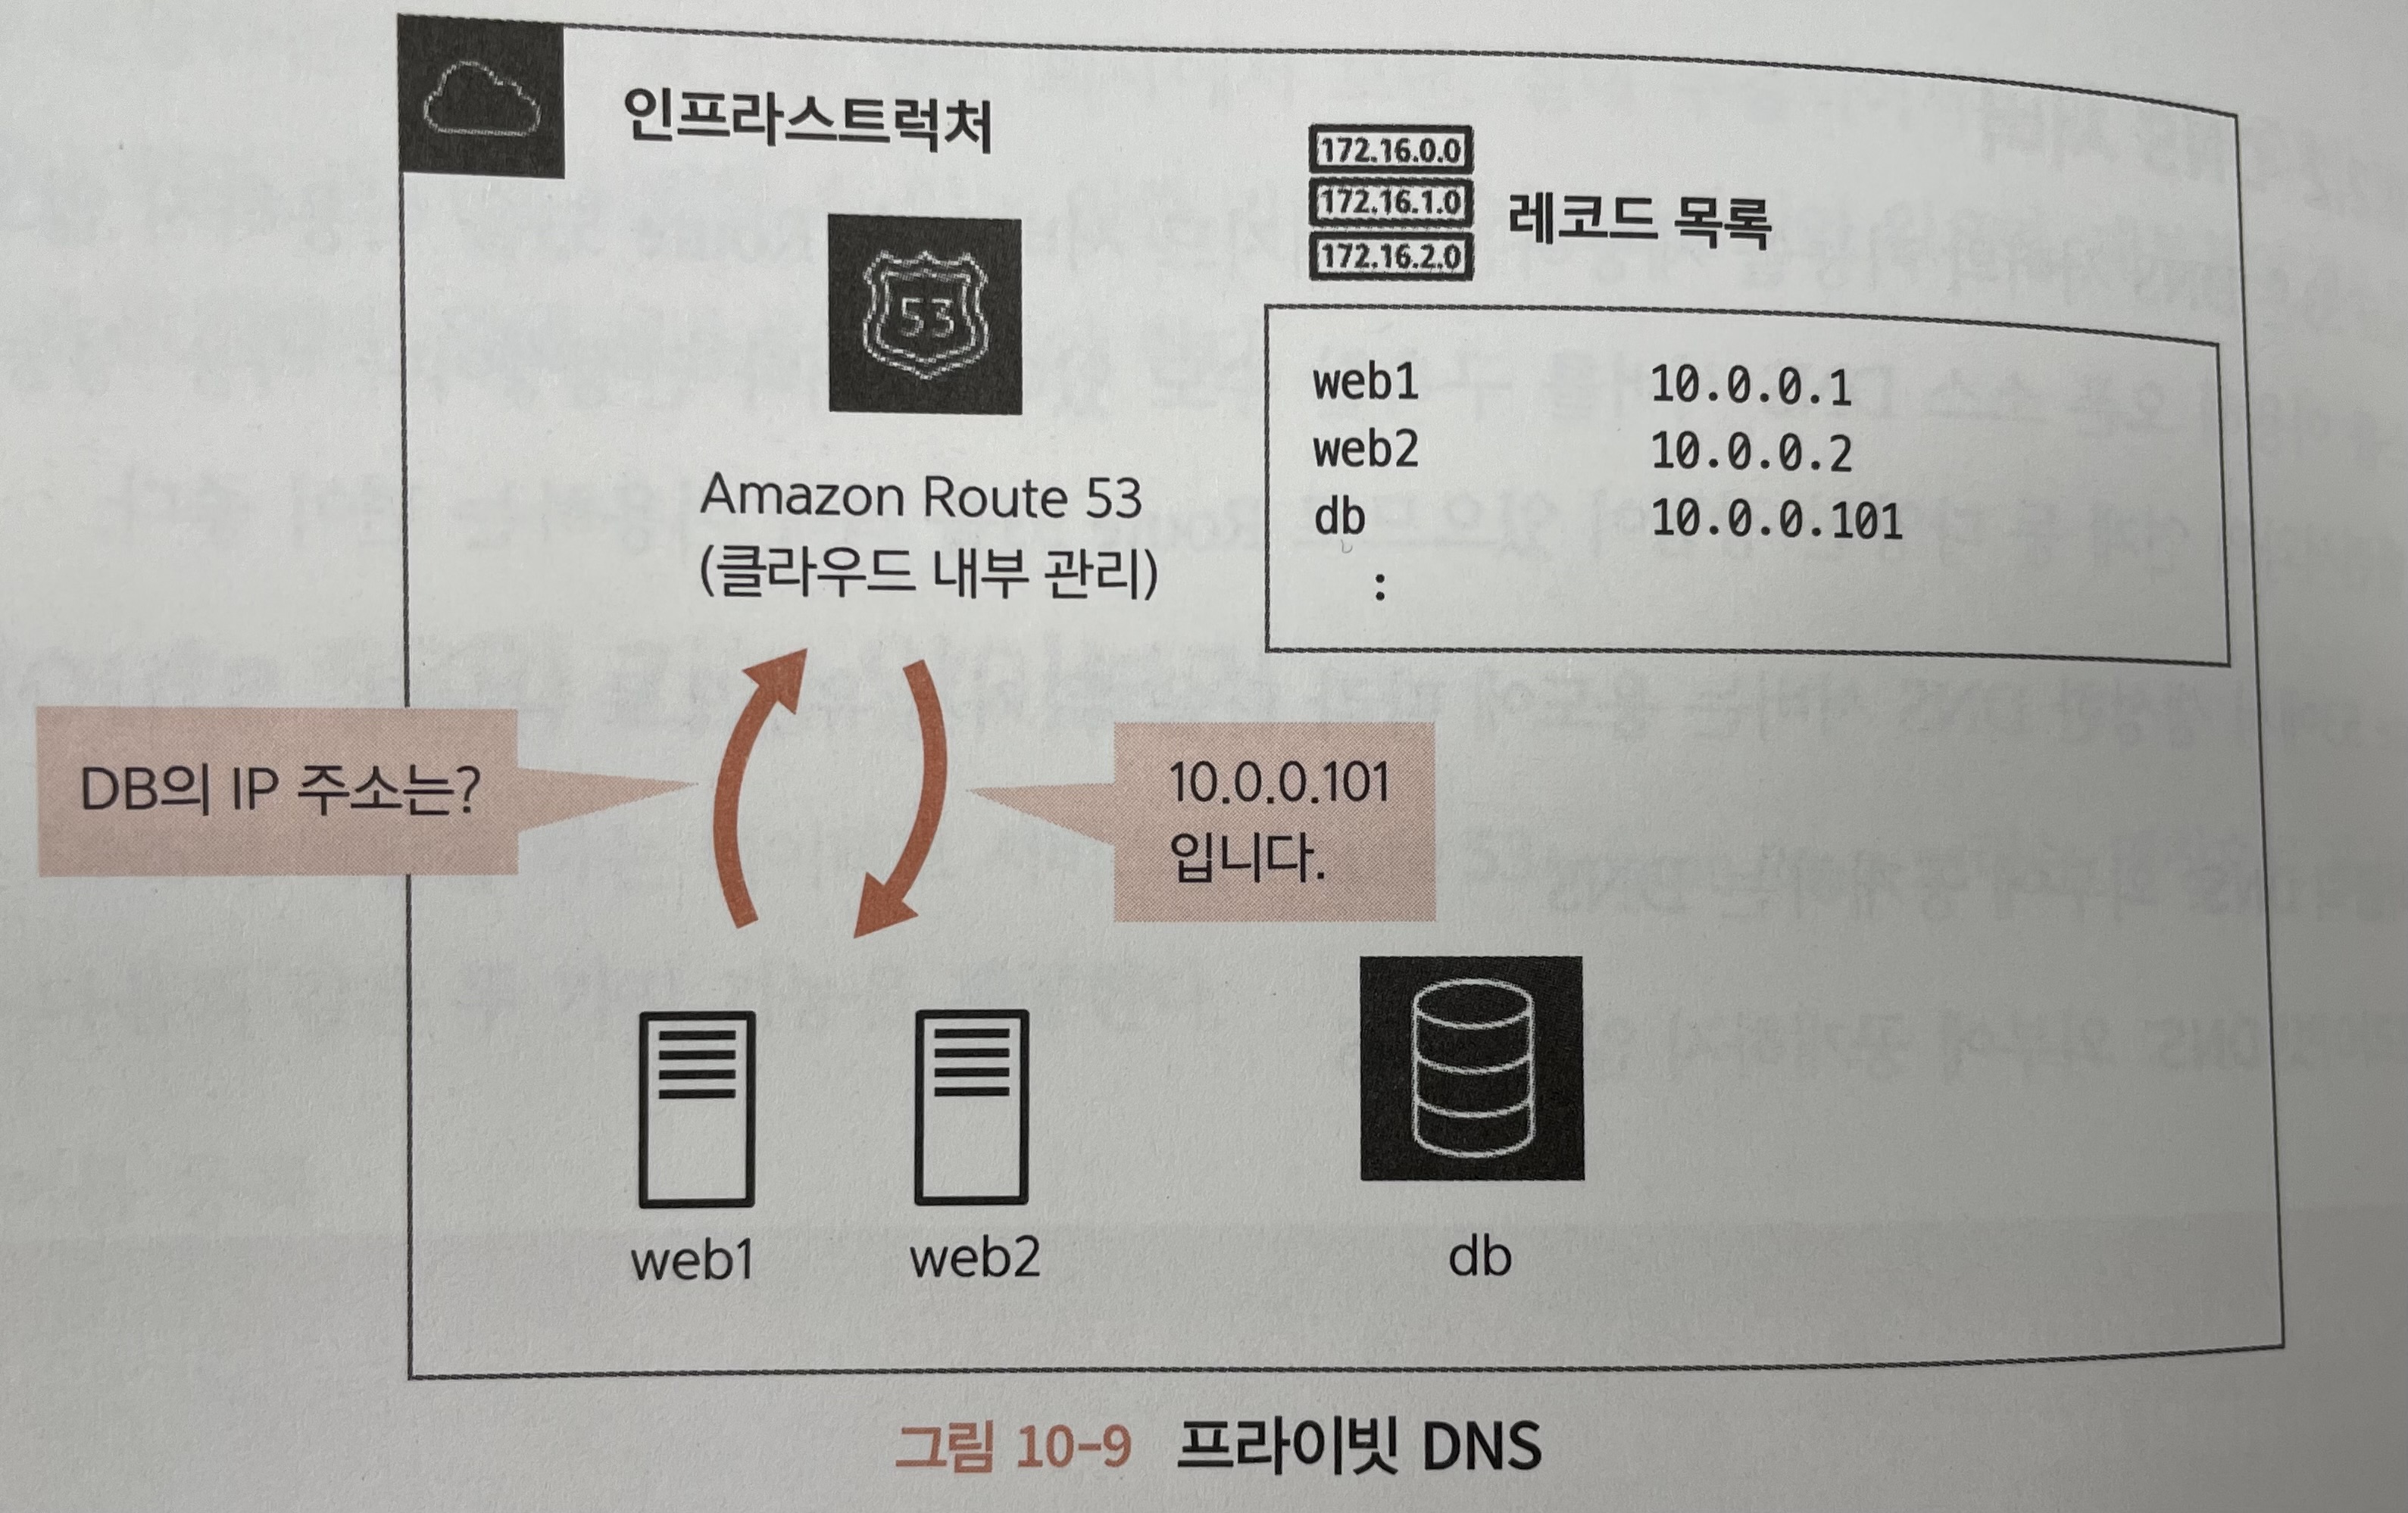 인프라스트럭처
172.16.0.0
172.16.1.0
172.16.2.0
레코드 목록
53
Amazon Route 53
(클라우드 내부 관리)
web1 10.0.0.1
web2 10.0.0.2
db 10.0.0.101
:
DB의 IP 주소는?
10.0.0.101
입니다.
web1
web2
db
그림 10-9 프라이빗 DNS